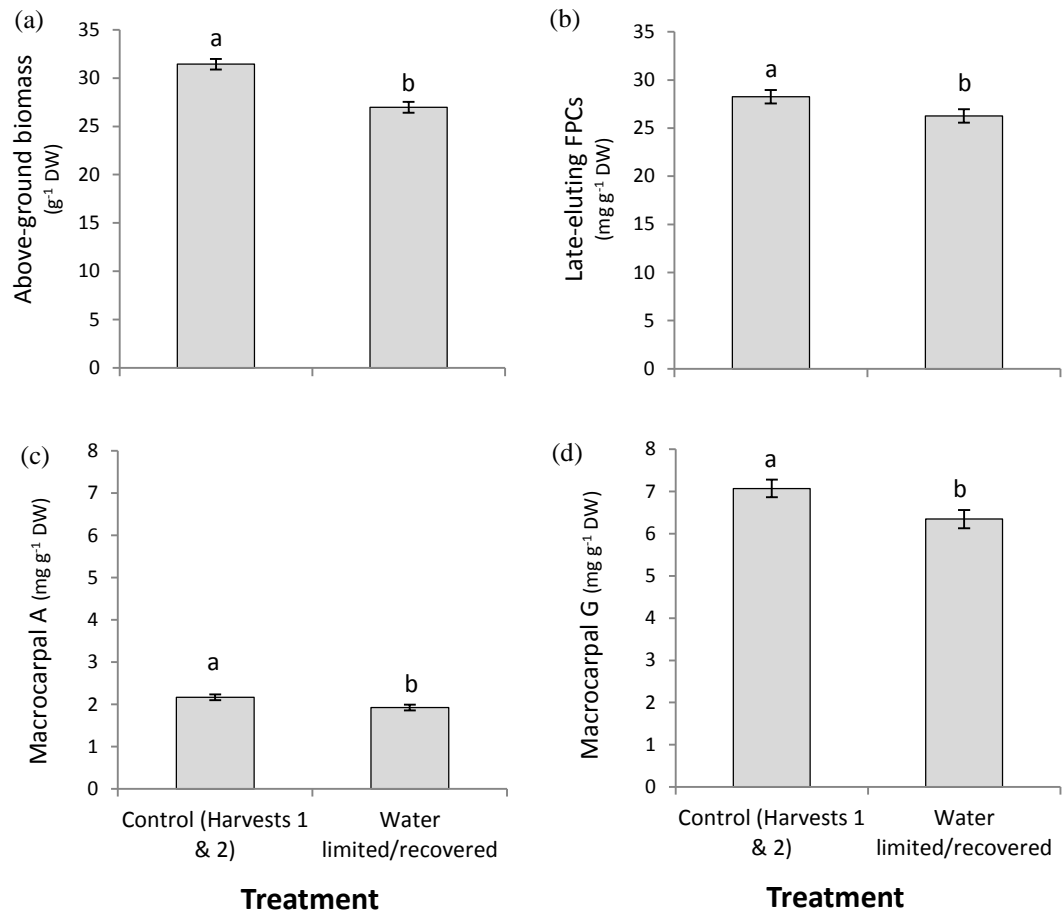 (a)
Above-ground biomass
(g⁻¹ DW)
35
30
25
20
15
10
5
0
a
b
(b)
Late-eluting FPCs
(mg g⁻¹ DW)
35
30
25
20
15
10
5
0
a
b
(c)
Macrocarpal A (mg g⁻¹ DW)
8
7
6
5
4
3
2
1
0
a
b
Control (Harvests 1
& 2)
Water
limited/recovered
Treatment
(d)
Macrocarpal G (mg g⁻¹ DW)
8
7
6
5
4
3
2
1
0
a
b
Control (Harvests 1
& 2)
Water
limited/recovered
Treatment